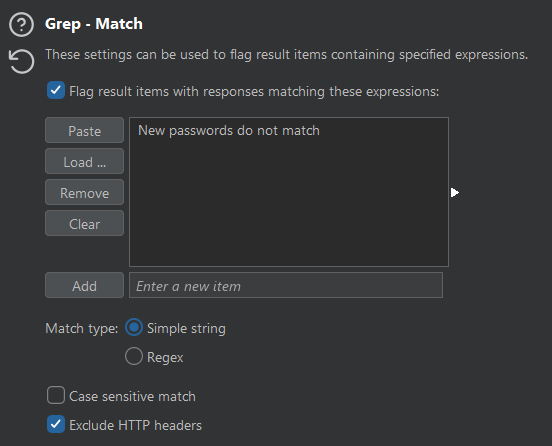 Grep - Match
These settings can be used to flag result items containing specified expressions.
Flag result items with responses matching these expressions:
Paste
New passwords do not match
Load ...
Remove
Clear
Add
Enter a new item
Match type:
Simple string
Regex
Case sensitive match
Exclude HTTP headers